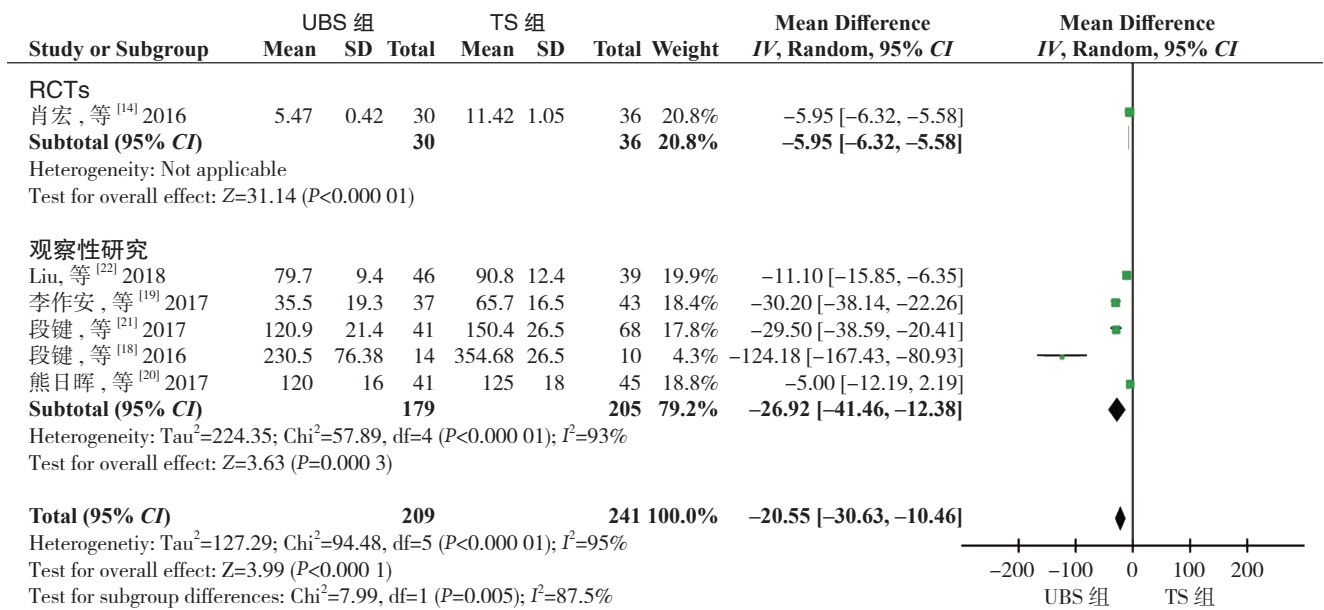 UBS 组 TS 组 Mean Difference Mean Difference
Study or Subgroup Mean SD Total Mean SD Total Weight IV, Random, 95% CI IV, Random, 95% CI
RCTs
肖宏 , 等 [14] 2016 5.47 0.42 30 11.42 1.05 36 20.8% −5.95 [−6.32, −5.58]
Subtotal (95% CI) 30 36 20.8% −5.95 [−6.32, −5.58]
Heterogeneity: Not applicable
Test for overall effect: Z=31.14 (P<0.000 01)
观察性研究
Liu, 等 [22] 2018 79.7 9.4 46 90.8 12.4 39 19.9% −11.10 [−15.85, −6.35]
李作安 , 等 [19] 2017 35.5 19.3 37 65.7 16.5 43 18.4% −30.20 [−38.14, −22.26]
段键 , 等 [21] 2017 120.9 21.4 41 150.4 26.5 68 17.8% −29.50 [−38.59, −20.41]
段键 , 等 [18] 2016 230.5 76.38 14 354.68 26.5 10 4.3% −124.18 [−167.43, −80.93]
熊日晖 , 等 [20] 2017 120 16 41 125 18 45 18.8% −5.00 [−12.19, 2.19]
Subtotal (95% CI) 179 205 79.2% −26.92 [−41.46, −12.38]
Heterogeneity: Tau²=224.35; Chi²=57.89, df=4 (P<0.000 01); I²=93%
Test for overall effect: Z=3.63 (P=0.000 3)
Total (95% CI) 209 241 100.0% −20.55 [−30.63, −10.46]
Heterogenetiy: Tau²=127.29; Chi²=94.48, df=5 (P<0.000 01); I²=95%
Test for overall effect: Z=3.99 (P<0.000 1)
−200 −100 0 100 200
Test for subgroup differences: Chi²=7.99, df=1 (P=0.005); I²=87.5%
UBS 组 TS 组